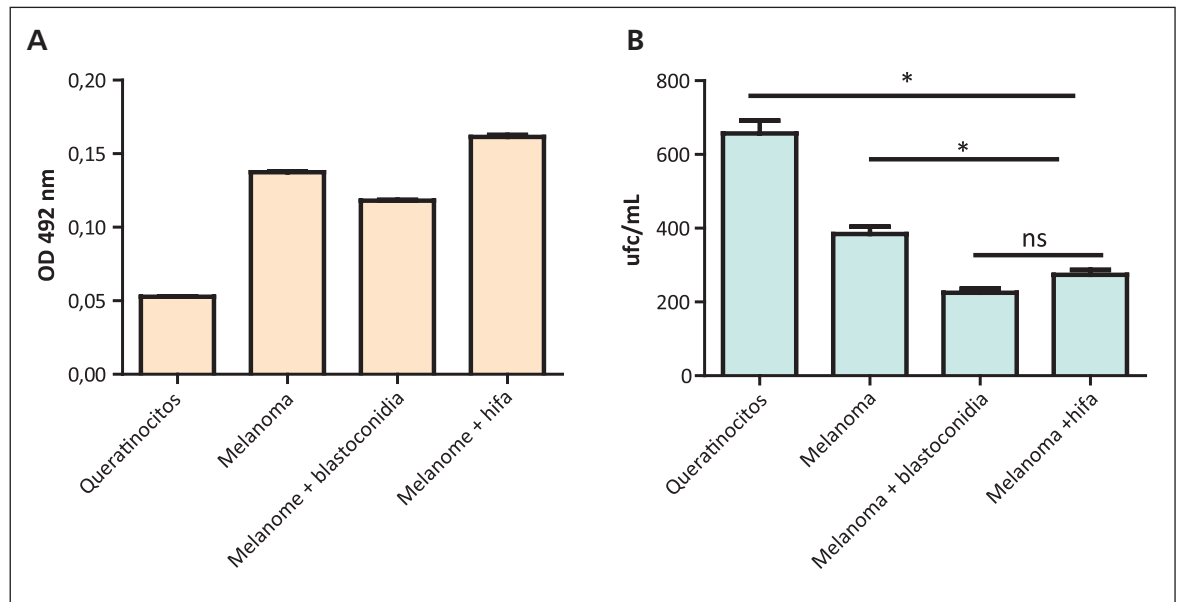 A
0,20
0,15
0,10
0,05
0,00
OD 492 nm
Queratinocitos
Melanoma
Melanome + blastoconidia
Melanome + hifa
B
800
600
400
200
0
ufc/mL
*
*
ns
Queratinocitos
Melanoma
Melanoma + blastoconidia
Melanoma +hifa